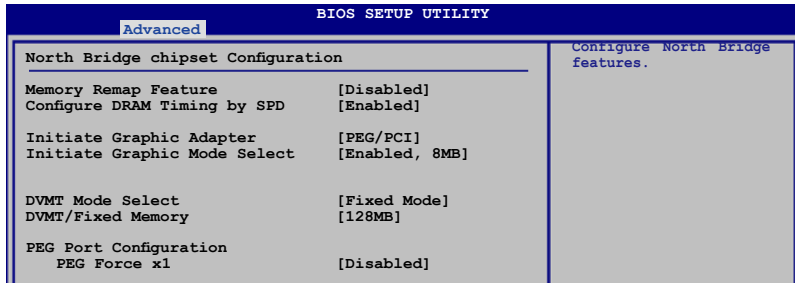 BIOS SETUP UTILITY
Advanced
North Bridge chipset Configuration
Memory Remap Feature [Disabled]
Configure DRAM Timing by SPD [Enabled]
Initiate Graphic Adapter [PEG/PCI]
Initiate Graphic Mode Select [Enabled, 8MB]
DVMT Mode Select [Fixed Mode]
DVMT/Fixed Memory [128MB]
PEG Port Configuration
PEG Force x1 [Disabled]
Configure North Bridge
features.